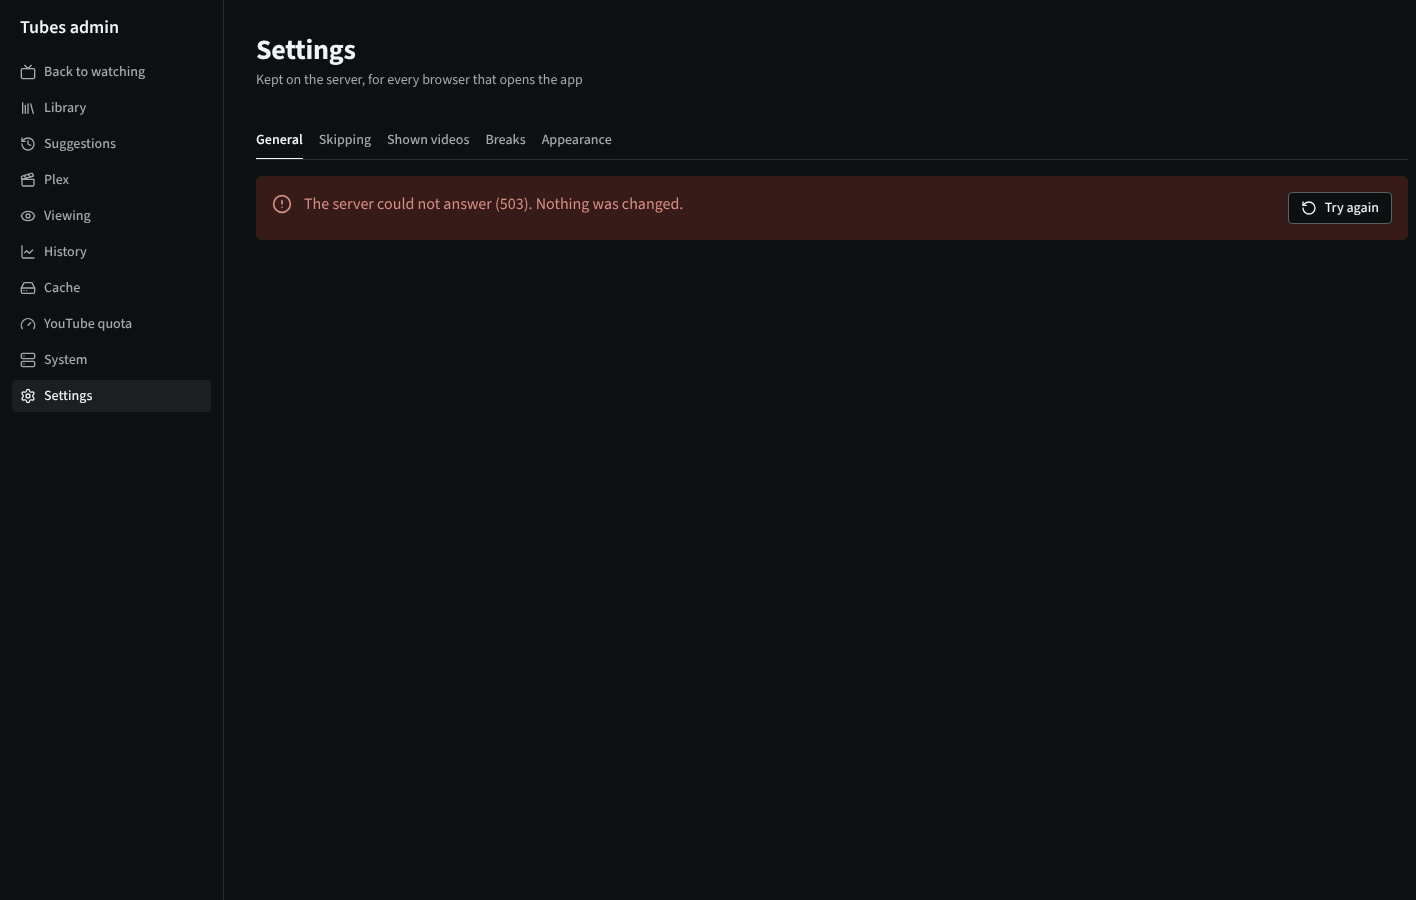 Tubes admin
Back to watching
Library
Suggestions
Plex
Viewing
History
Cache
YouTube quota
System
Settings
Settings
Kept on the server, for every browser that opens the app
General Skipping Shown videos Breaks Appearance
The server could not answer (503). Nothing was changed.
Try again